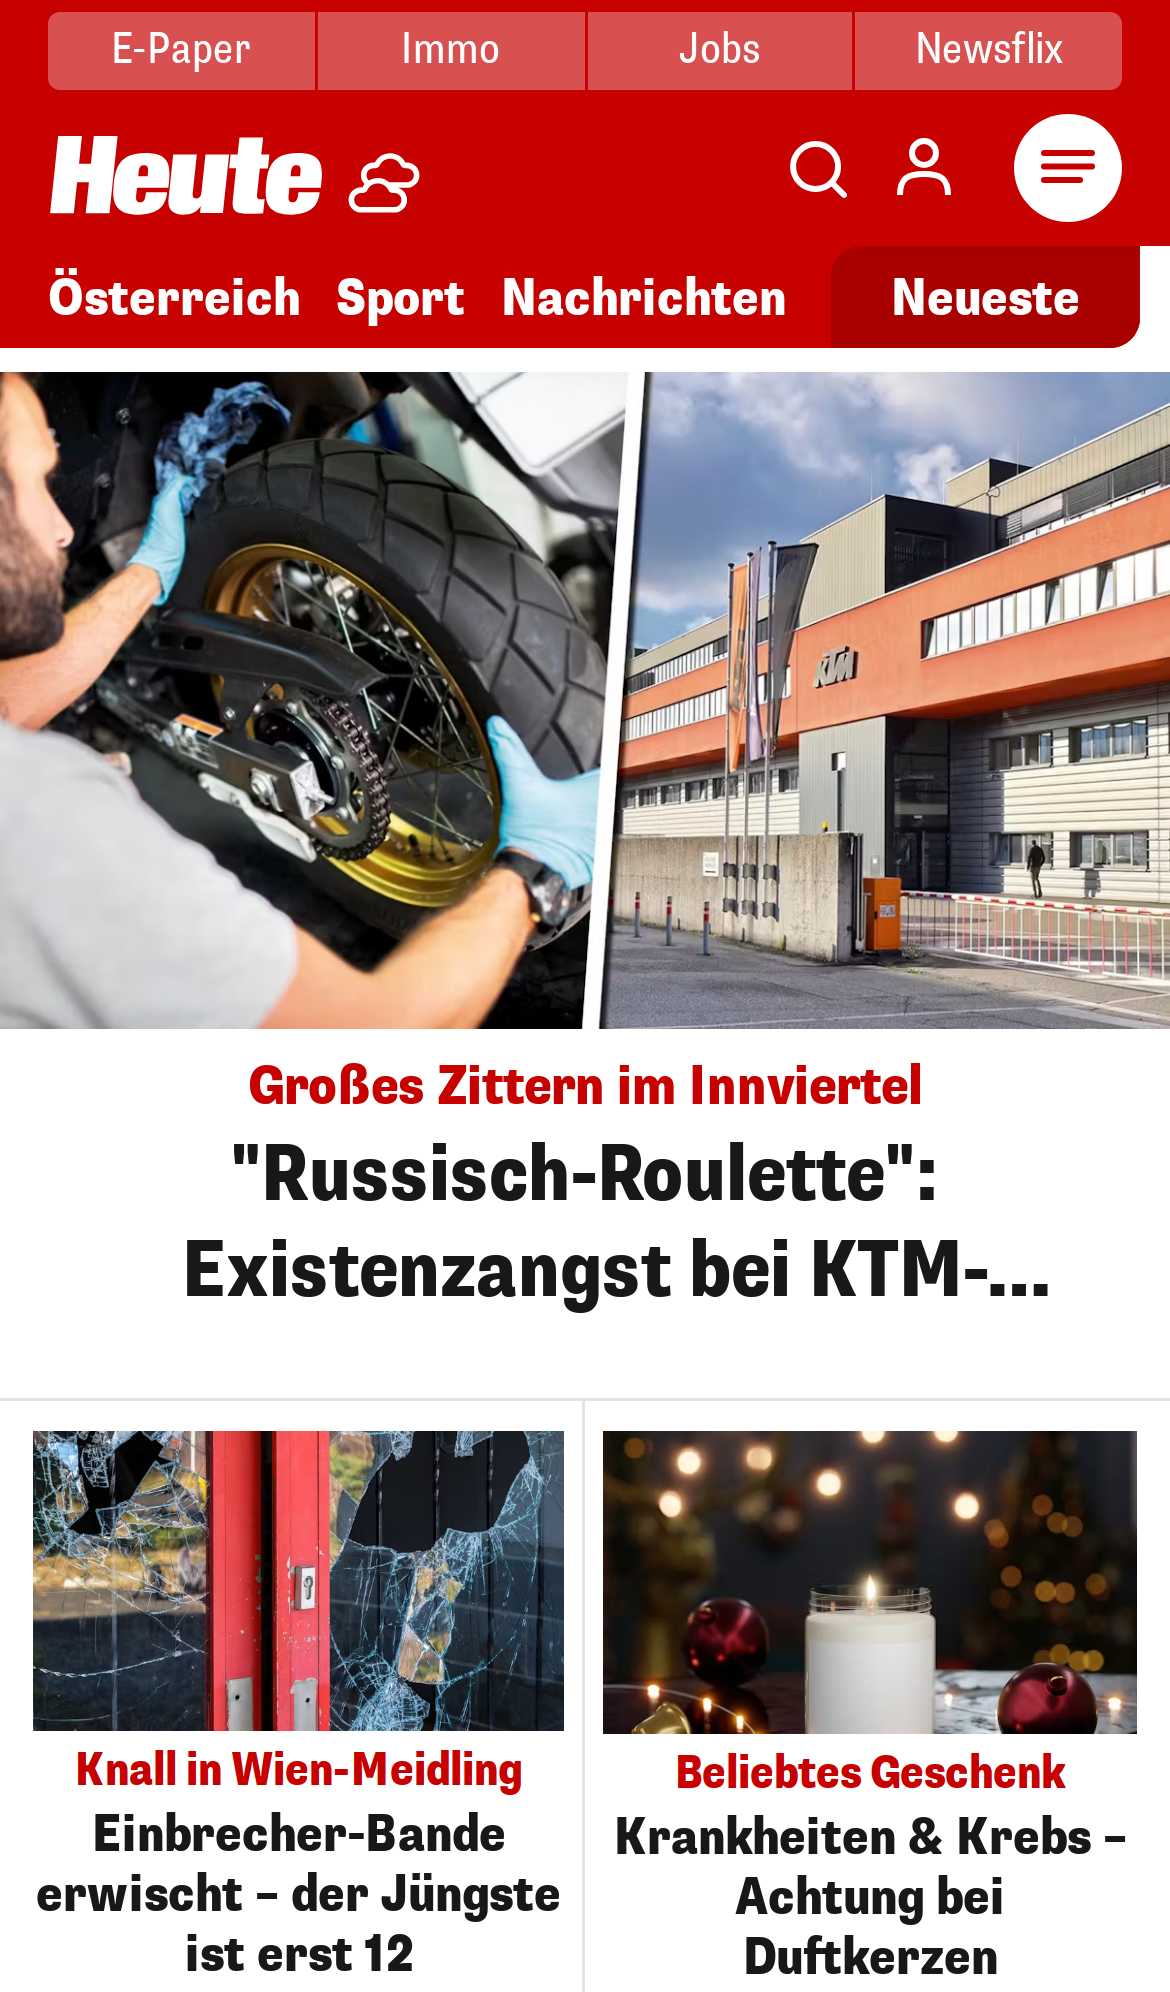 E-Paper
Immo
Jobs
Newsflix
Heute
Österreich
Sport
Nachrichten
Neueste
KTM
Großes Zittern im Innviertel
"Russisch-Roulette":
Existenzangst bei KTM-...
Knall in Wien-Meidling
Einbrecher-Bande
erwischt – der Jüngste
ist erst 12
Beliebtes Geschenk
Krankheiten & Krebs –
Achtung bei
Duftkerzen